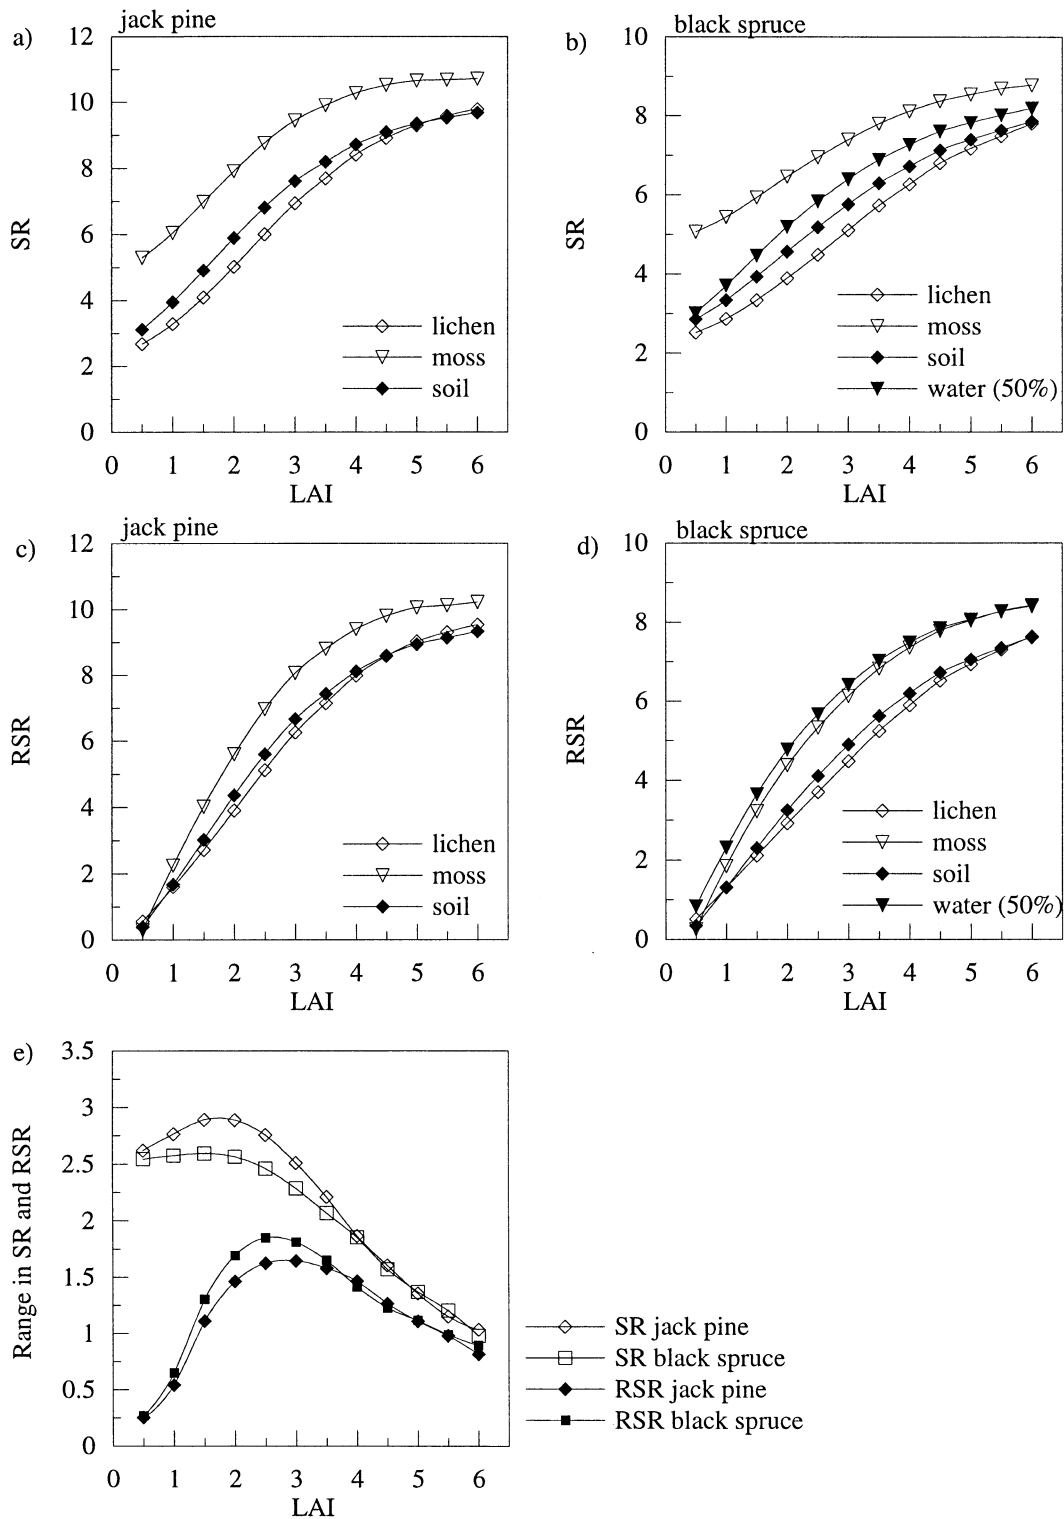 a)
jack pine
12
10
8
6
4
2
0
SR
0 1 2 3 4 5 6
LAI
lichen
moss
soil
b)
black spruce
10
8
6
4
2
0
SR
0 1 2 3 4 5 6
LAI
lichen
moss
soil
water (50%)
c)
jack pine
12
10
8
6
4
2
0
RSR
0 1 2 3 4 5 6
LAI
lichen
moss
soil
d)
black spruce
10
8
6
4
2
0
RSR
0 1 2 3 4 5 6
LAI
lichen
moss
soil
water (50%)
e)
3.5
3
2.5
2
1.5
1
0.5
0
Range in SR and RSR
0 1 2 3 4 5 6
LAI
SR jack pine
SR black spruce
RSR jack pine
RSR black spruce